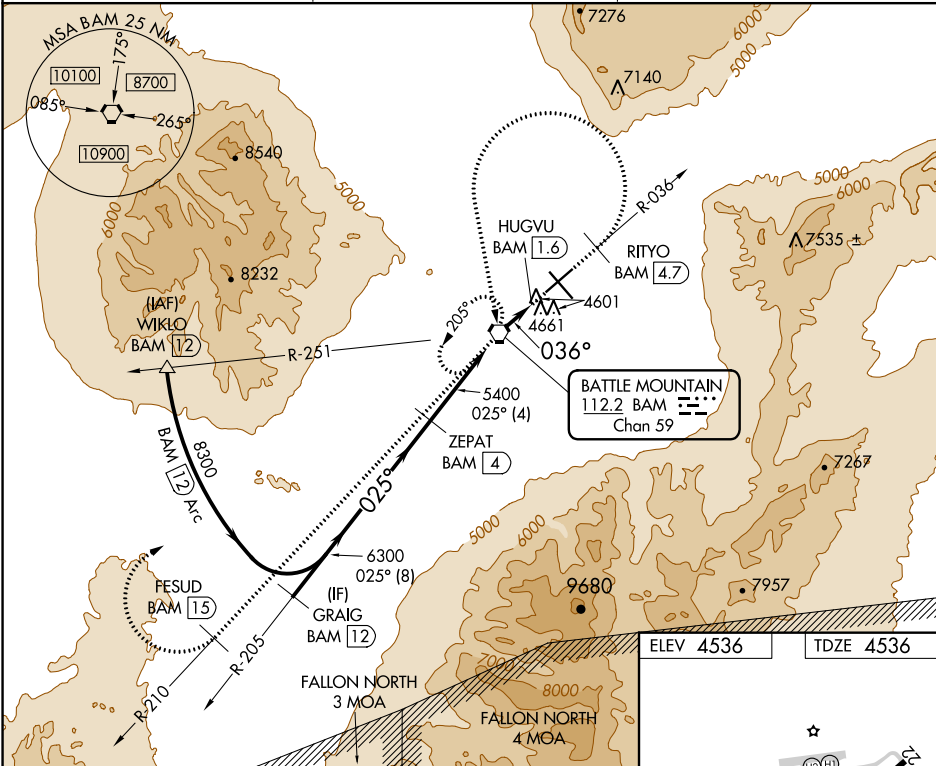 MSA BAM 25 NM
175°
10100
8700
085°
265°
10900
7276
6000
5000
7140
8540
5000
6000
8232
(IAF)
WIKLO
BAM 12
R-251
205°
HUGVU
BAM 1.6
R-036
RITYO
BAM 4.7
4601
4661
036°
5000
6000
7535 ±
BATTLE MOUNTAIN
112.2 BAM
Chan 59
5400
025° (4)
ZEPAT
BAM 4
8300
BAM 12 Arc
025°
7267
5000
6000
6300
025° (8)
FESUD
BAM 15
(IF)
GRAIG
BAM 12
9680
7957
R-210
R-205
FALLON NORTH
3 MOA
8000
FALLON NORTH
4 MOA
ELEV 4536
TDZE 4536
22